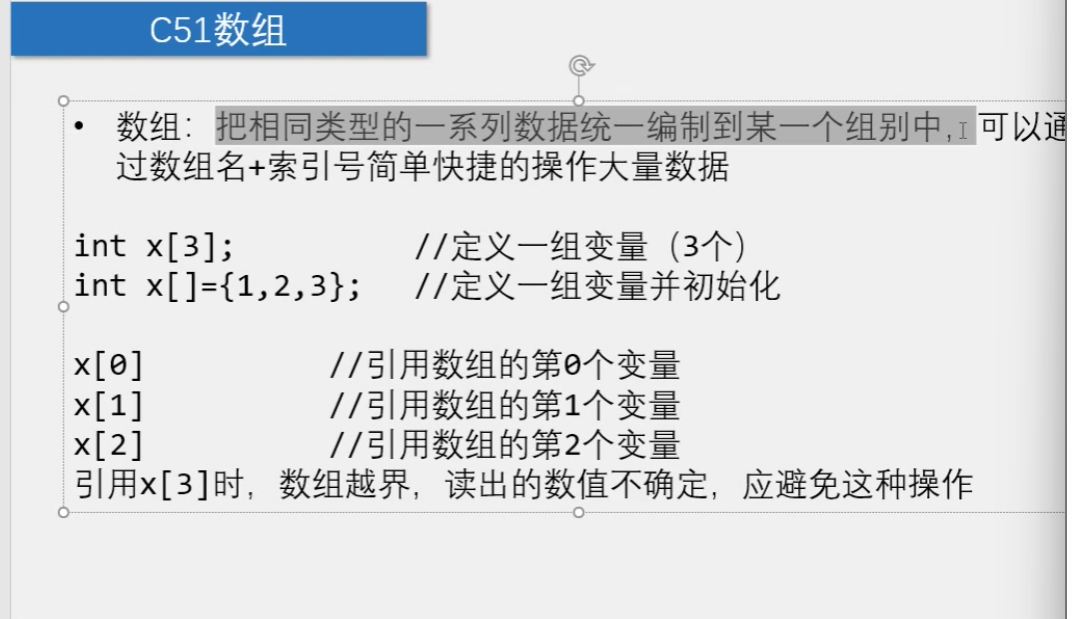 C51数组
• 数组：把相同类型的一系列数据统一编制到某一个组别中，可以通
过数组名+索引号简单快捷的操作大量数据
int x[3]; //定义一组变量（3个）
int x[]={1,2,3}; //定义一组变量并初始化
x[0] //引用数组的第0个变量
x[1] //引用数组的第1个变量
x[2] //引用数组的第2个变量
引用x[3]时，数组越界，读出的数值不确定，应避免这种操作